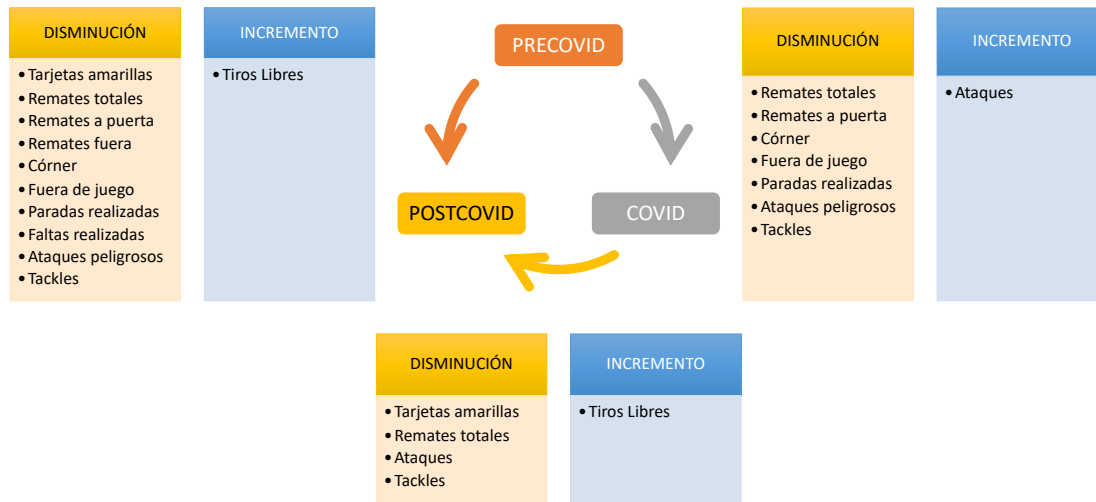 DISMINUCIÓN
• Tarjetas amarillas
• Remates totales
• Remates a puerta
• Remates fuera
• Córner
• Fuera de juego
• Paradas realizadas
• Faltas realizadas
• Ataques peligrosos
• Tackles
INCREMENTO
• Tiros Libres
PRECOVID
POSTCOVID
COVID
DISMINUCIÓN
• Remates totales
• Remates a puerta
• Córner
• Fuera de juego
• Paradas realizadas
• Ataques peligrosos
• Tackles
INCREMENTO
• Ataques
DISMINUCIÓN
• Tarjetas amarillas
• Remates totales
• Ataques
• Tackles
INCREMENTO
• Tiros Libres